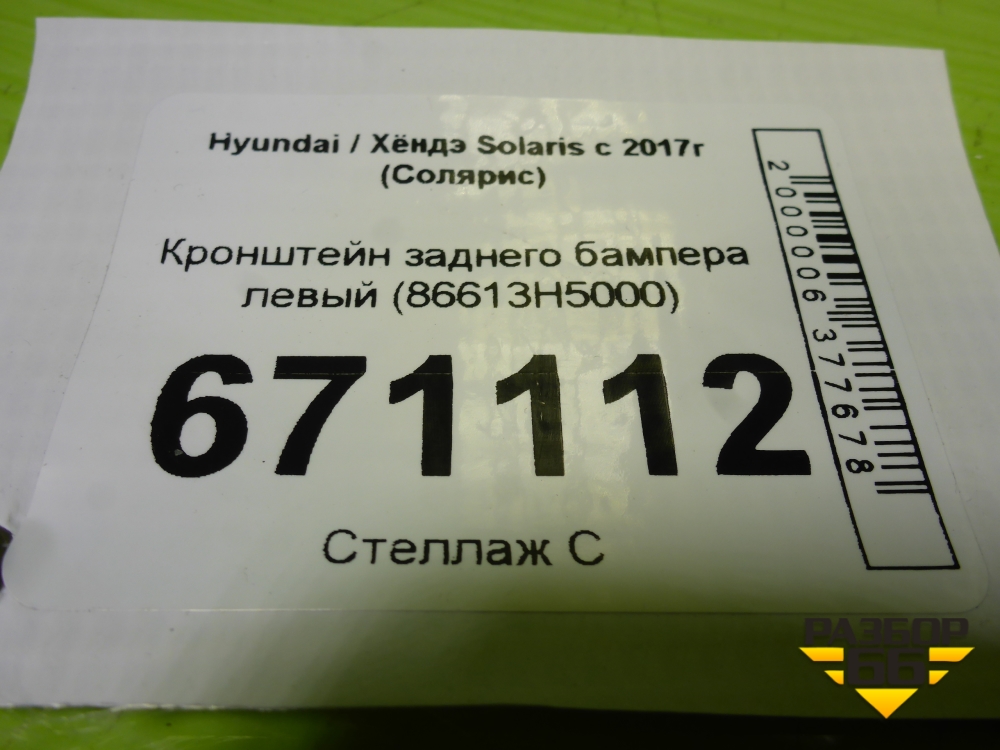 Hyundai / Хёндэ Solaris с 2017г
(Солярис)
Кронштейн заднего бампера
левый (86613H5000)
671112
Стеллаж С
2000006377678
РАЗБОР
66